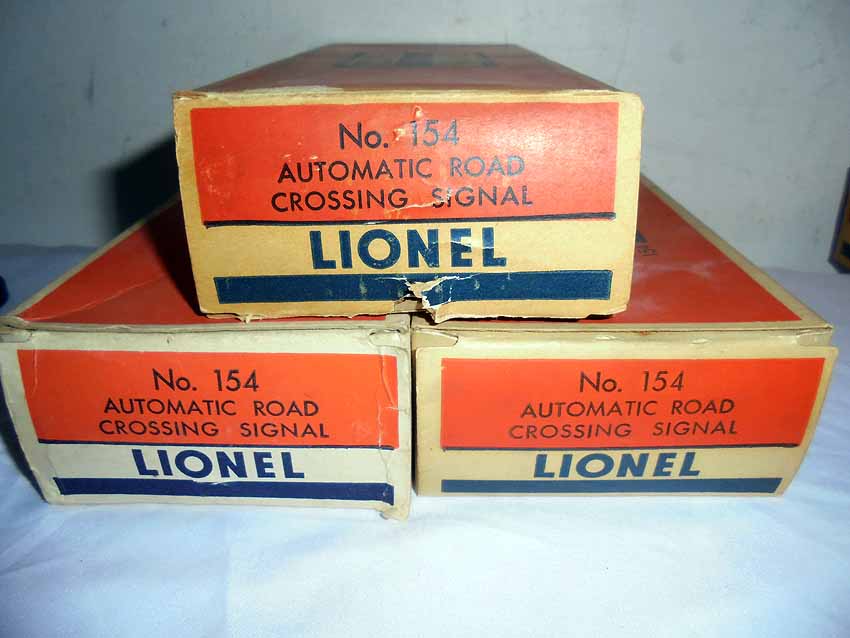 No. 154
AUTOMATIC ROAD
CROSSING SIGNAL
LIONEL
No. 154
AUTOMATIC ROAD
CROSSING SIGNAL
LIONEL
No. 154
AUTOMATIC ROAD
CROSSING SIGNAL
LIONEL